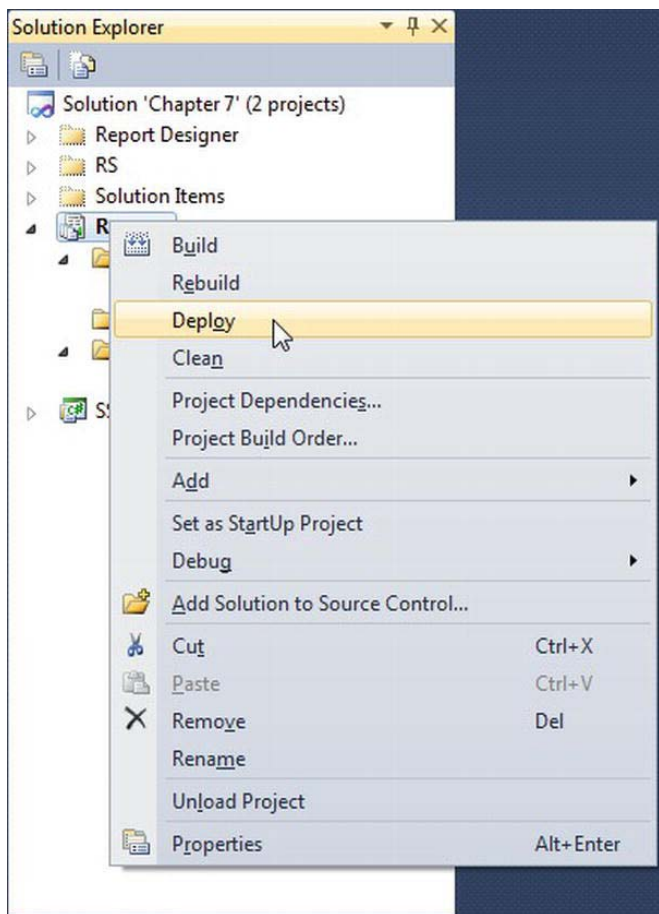 Solution Explorer
Solution 'Chapter 7' (2 projects)
Report Designer
RS
Solution Items
Build
Rebuild
Deploy
Clean
Project Dependencies...
Project Build Order...
Add
Set as StartUp Project
Debug
Add Solution to Source Control...
Cut Ctrl+X
Paste Ctrl+V
Remove Del
Rename
Unload Project
Properties Alt+Enter